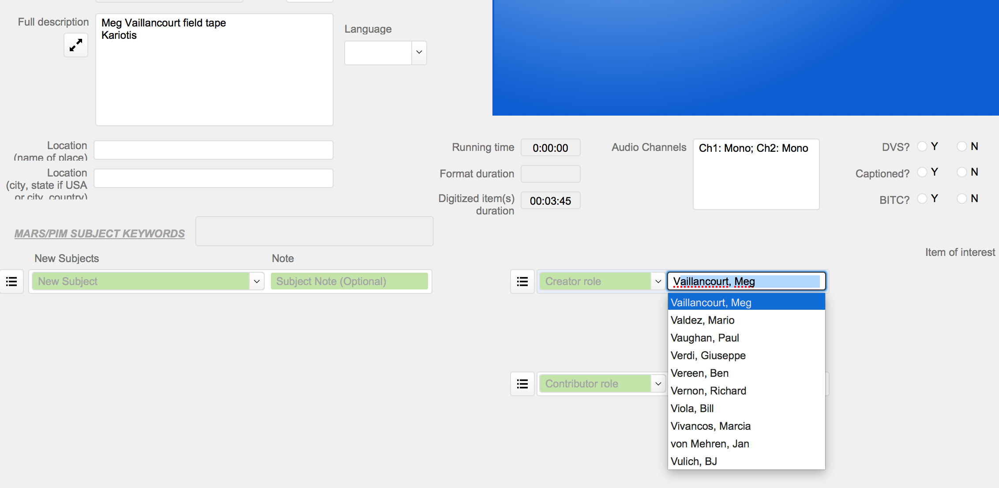 Full description
Meg Vaillancourt field tape
Kariotis
Language
Location
(name of place)
Location
(city, state if USA
or city, country)
Running time
0:00:00
Format duration
Digitized item(s)
duration
00:03:45
Audio Channels
Ch1: Mono; Ch2: Mono
DVS?
Y
N
Captioned?
Y
N
BITC?
Y
N
MARS/PIM SUBJECT KEYWORDS
New Subjects
Note
Item of interest
New Subject
Subject Note (Optional)
Creator role
Vaillancourt, Meg
Vaillancourt, Meg
Valdez, Mario
Vaughan, Paul
Verdi, Giuseppe
Vereen, Ben
Contributor role
Vernon, Richard
Viola, Bill
Vivancos, Marcia
von Mehren, Jan
Vulich, BJ